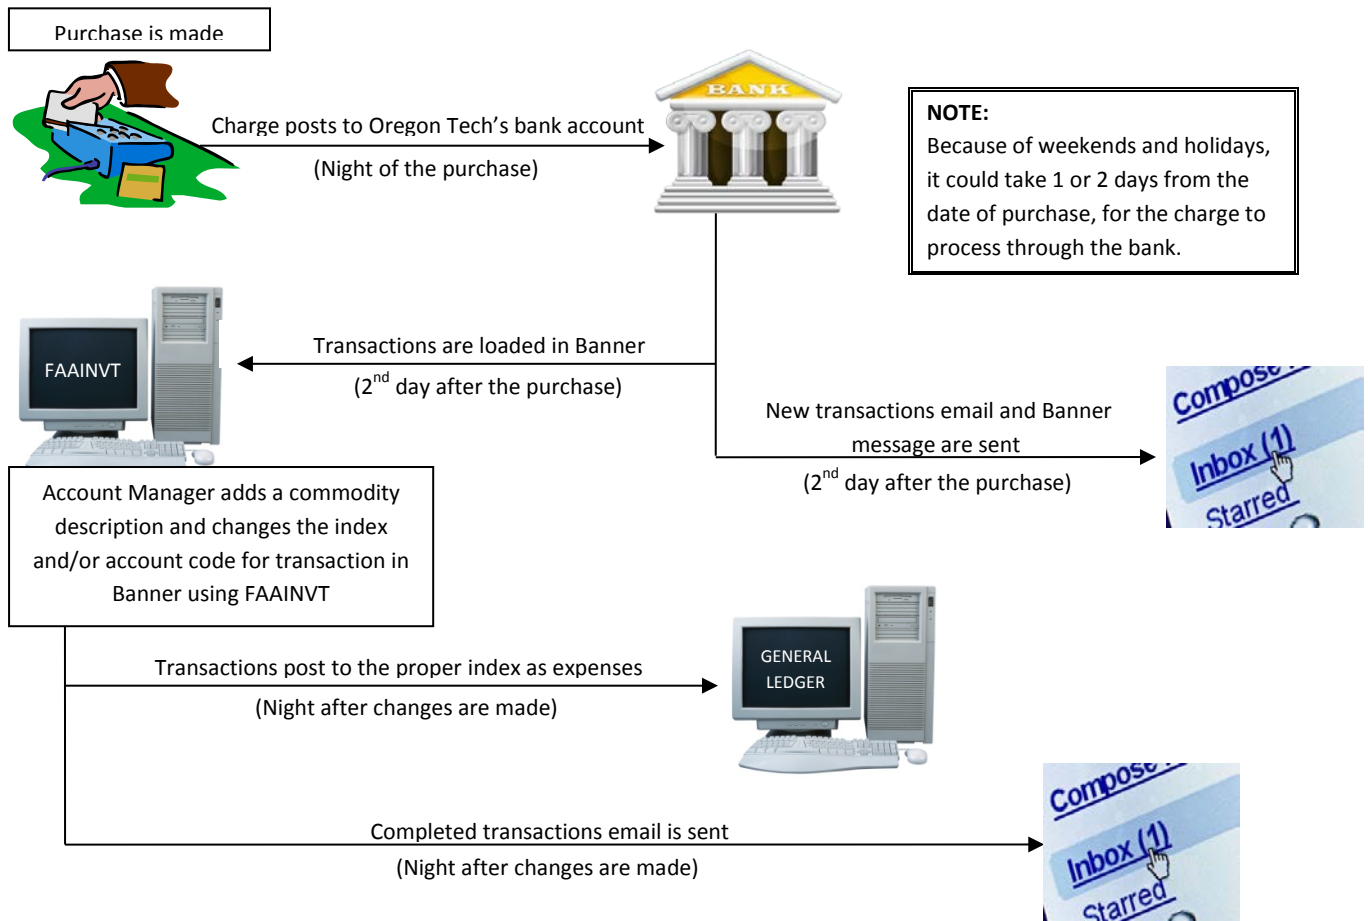 Purchase is made
BANK
Charge posts to Oregon Tech’s bank account
(Night of the purchase)
NOTE:
Because of weekends and holidays,
it could take 1 or 2 days from the
date of purchase, for the charge to
process through the bank.
Transactions are loaded in Banner
(2nd day after the purchase)
FAAINVT
New transactions email and Banner
message are sent
(2nd day after the purchase)
Compose
Inbox (1)
Starred
Account Manager adds a commodity
description and changes the index
and/or account code for transaction in
Banner using FAAINVT
Transactions post to the proper index as expenses
(Night after changes are made)
GENERAL
LEDGER
Completed transactions email is sent
(Night after changes are made)
Compose
Inbox (1)
Starred